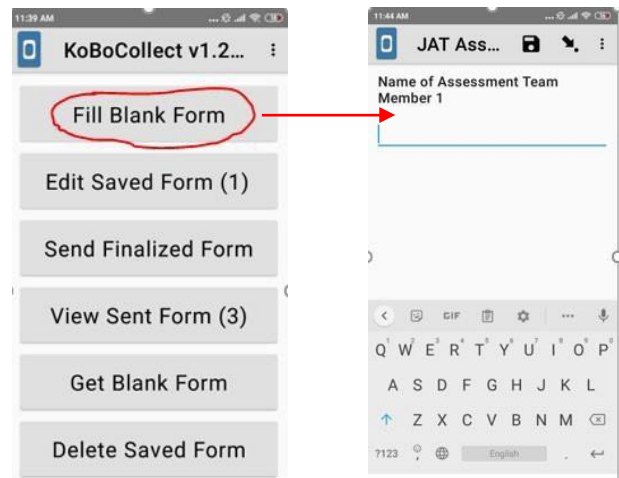 11:39 AM
KoBoCollect v1.2...
Fill Blank Form
Edit Saved Form (1)
Send Finalized Form
View Sent Form (3)
Get Blank Form
Delete Saved Form
11:44 AM
JAT Ass...
Name of Assessment Team
Member 1
GIF
Q W E R T Y U I O P
A S D F G H J K L
Z X C V B N M
?123 English .